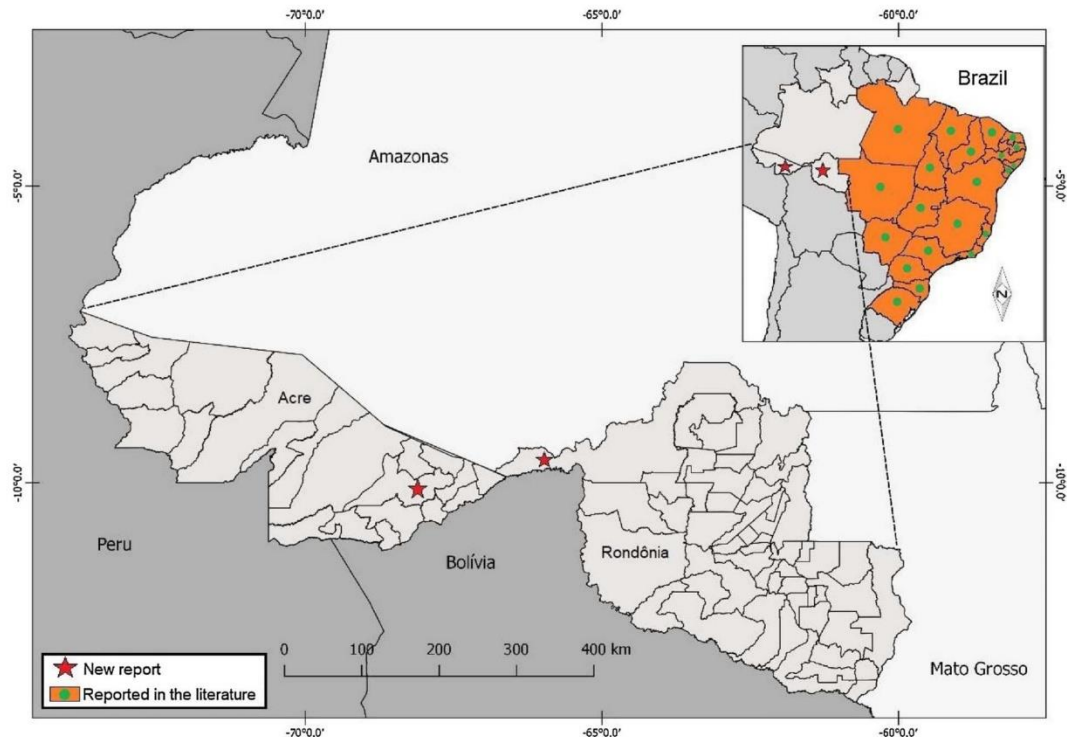 -70°0.0'
-65°0.0'
-60°0.0'
Brazil
Amazonas
-5°0.0'
-5°0.0'
N
Acre
-10°0.0'
-10°0.0'
Peru
Bolívia
Rondônia
0 100 200 300 400 km
Mato Grosso
New report
Reported in the literature
-70°0.0'
-65°0.0'
-60°0.0'